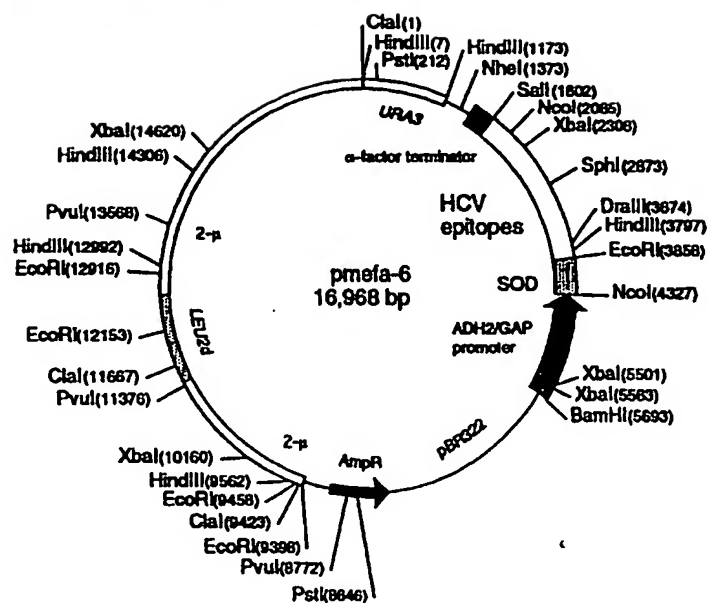 ClaI(1)
HindIII(7)
PstI(212)
HindIII(1173)
NheI(1373)
SalI(1802)
NcoI(2065)
XbaI(2306)
SphI(2873)
DraIII(3674)
HindIII(3797)
EcoRI(3858)
NcoI(4327)
XbaI(5501)
XbaI(5563)
BamHI(5693)
PstI(8646)
PvuI(8772)
EcoRI(9398)
ClaI(9423)
EcoRI(9458)
HindIII(9562)
XbaI(10160)
PvuI(11376)
ClaI(11667)
EcoRI(12153)
EcoRI(12916)
HindIII(12992)
PvuI(13568)
HindIII(14306)
XbaI(14620)
URA3
α-factor terminator
HCV
epitopes
SOD
ADH2/GAP
promoter
pBR322
AmpR
2-μ
LEU2d
2-μ
pmefa-6
16,968 bp